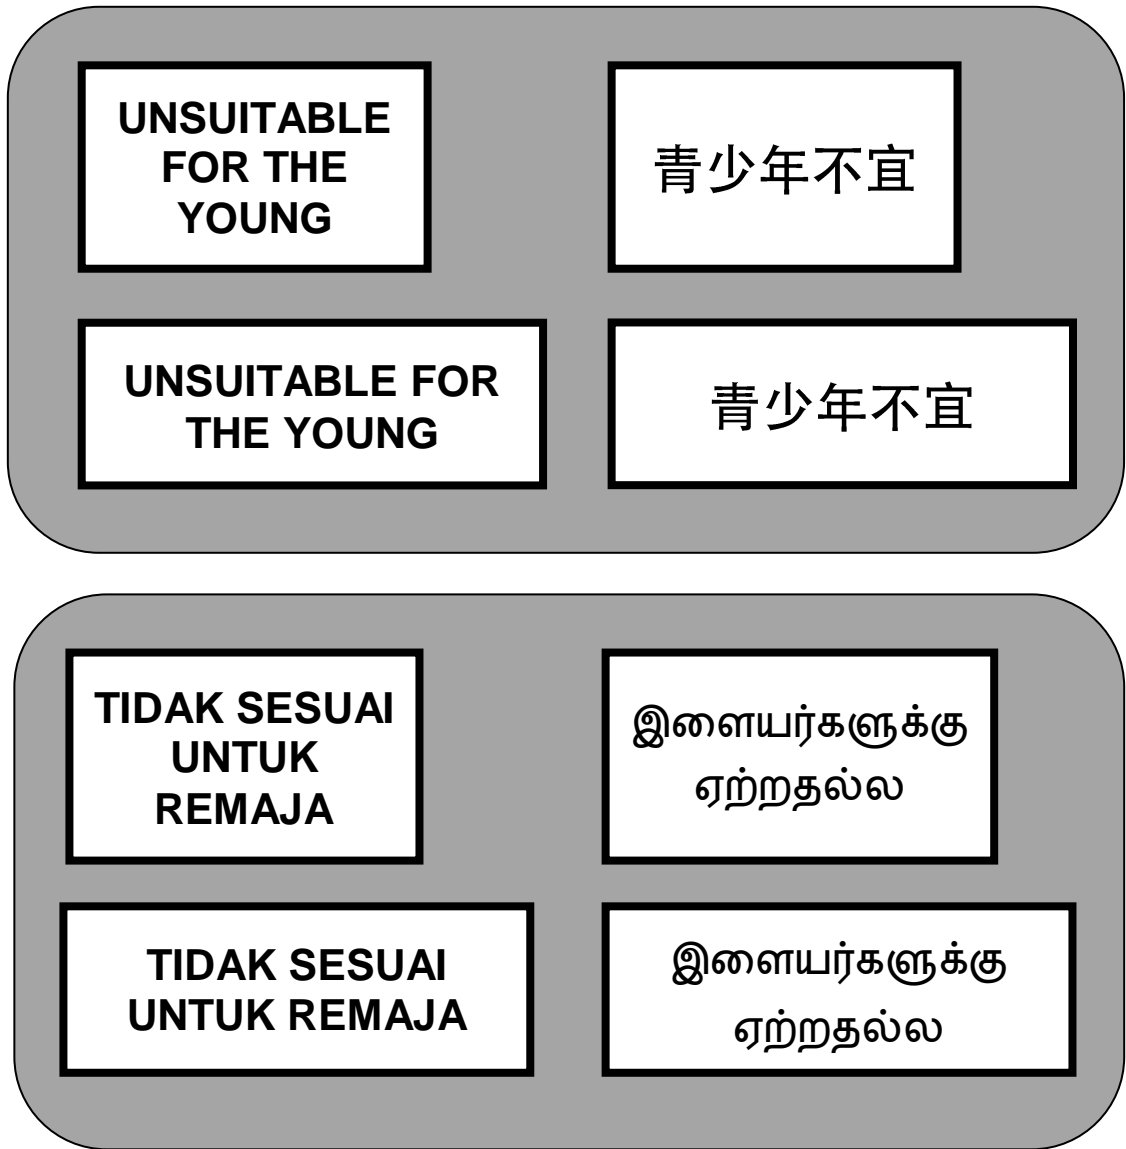 UNSUITABLE
FOR THE
YOUNG
青少年不宜
UNSUITABLE FOR
THE YOUNG
青少年不宜
TIDAK SESUAI
UNTUK
REMAJA
இளையர்களுக்கு
ஏற்றதல்ல
TIDAK SESUAI
UNTUK REMAJA
இளையர்களுக்கு
ஏற்றதல்ல